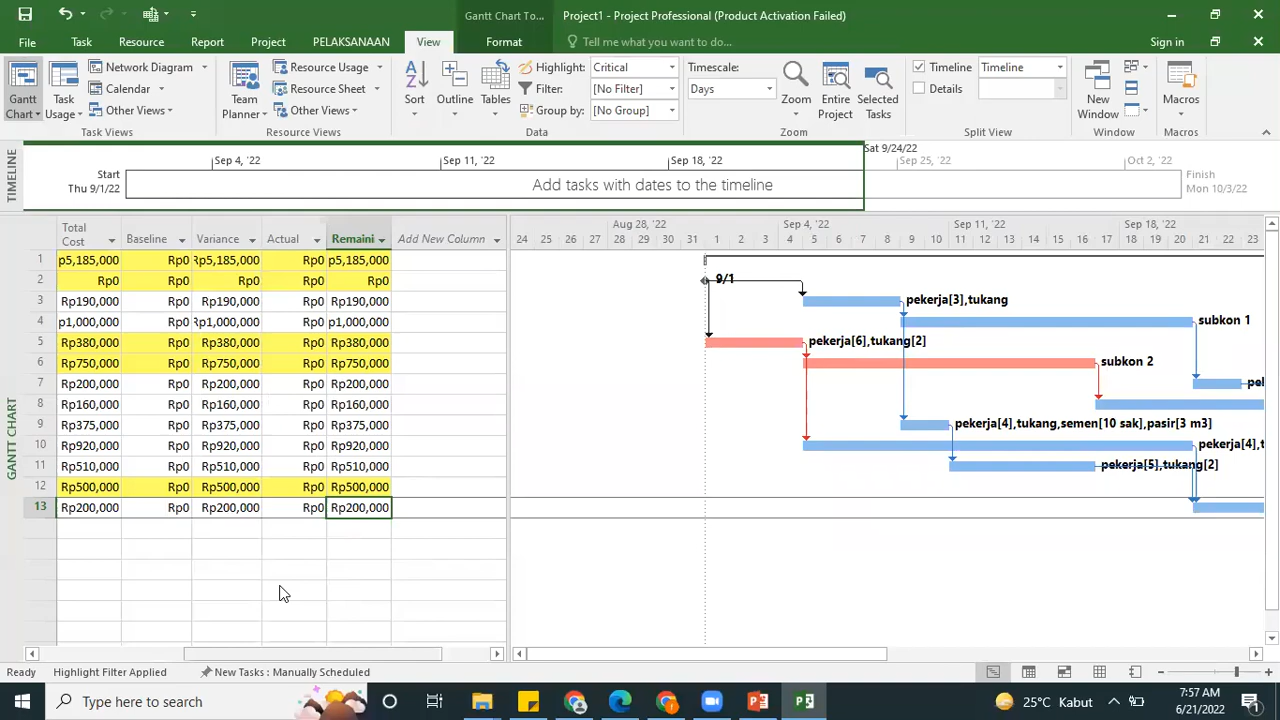 Gantt Chart To...
Project1 - Project Professional (Product Activation Failed)
File
Task
Resource
Report
Project
PELAKSANAAN
View
Format
Tell me what you want to do...
Sign in
Gantt Chart
Task Usage
Network Diagram
Calendar
Other Views
Task Views
Team Planner
Resource Usage
Resource Sheet
Other Views
Resource Views
Sort
Outline
Tables
Highlight: Critical
Filter: [No Filter]
Group by: [No Group]
Data
Timescale:
Days
Zoom
Entire Project
Selected Tasks
Zoom
Timeline Timeline
Details
Split View
New Window
Window
Macros
Macros
TIMELINE
Sat 9/24/22
Sep 4, '22 Sep 11, '22 Sep 18, '22 Sep 25, '22 Oct 2, '22
Start
Thu 9/1/22
Add tasks with dates to the timeline
Finish
Mon 10/3/22
GANTT CHART
Total Cost Baseline Variance Actual Remaini Add New Column
1 p5,185,000 Rp0 Rp5,185,000 Rp0 p5,185,000
2 Rp0 Rp0 Rp0 Rp0 Rp0
3 Rp190,000 Rp0 Rp190,000 Rp0 Rp190,000
4 p1,000,000 Rp0 Rp1,000,000 Rp0 p1,000,000
5 Rp380,000 Rp0 Rp380,000 Rp0 Rp380,000
6 Rp750,000 Rp0 Rp750,000 Rp0 Rp750,000
7 Rp200,000 Rp0 Rp200,000 Rp0 Rp200,000
8 Rp160,000 Rp0 Rp160,000 Rp0 Rp160,000
9 Rp375,000 Rp0 Rp375,000 Rp0 Rp375,000
10 Rp920,000 Rp0 Rp920,000 Rp0 Rp920,000
11 Rp510,000 Rp0 Rp510,000 Rp0 Rp510,000
12 Rp500,000 Rp0 Rp500,000 Rp0 Rp500,000
13 Rp200,000 Rp0 Rp200,000 Rp0 Rp200,000
Aug 28, '22 Sep 4, '22 Sep 11, '22 Sep 18, '22
24 25 26 27 28 29 30 31 1 2 3 4 5 6 7 8 9 10 11 12 13 14 15 16 17 18 19 20 21 22 23
9/1
pekerja[3],tukang
subkon 1
pekerja[6],tukang[2]
subkon 2
pel
pekerja[4],tukang,semen[10 sak],pasir[3 m3]
pekerja[4],t
pekerja[5],tukang[2]
Ready
Highlight Filter Applied
New Tasks : Manually Scheduled
Type here to search
25°C Kabut
7:57 AM
6/21/2022
1